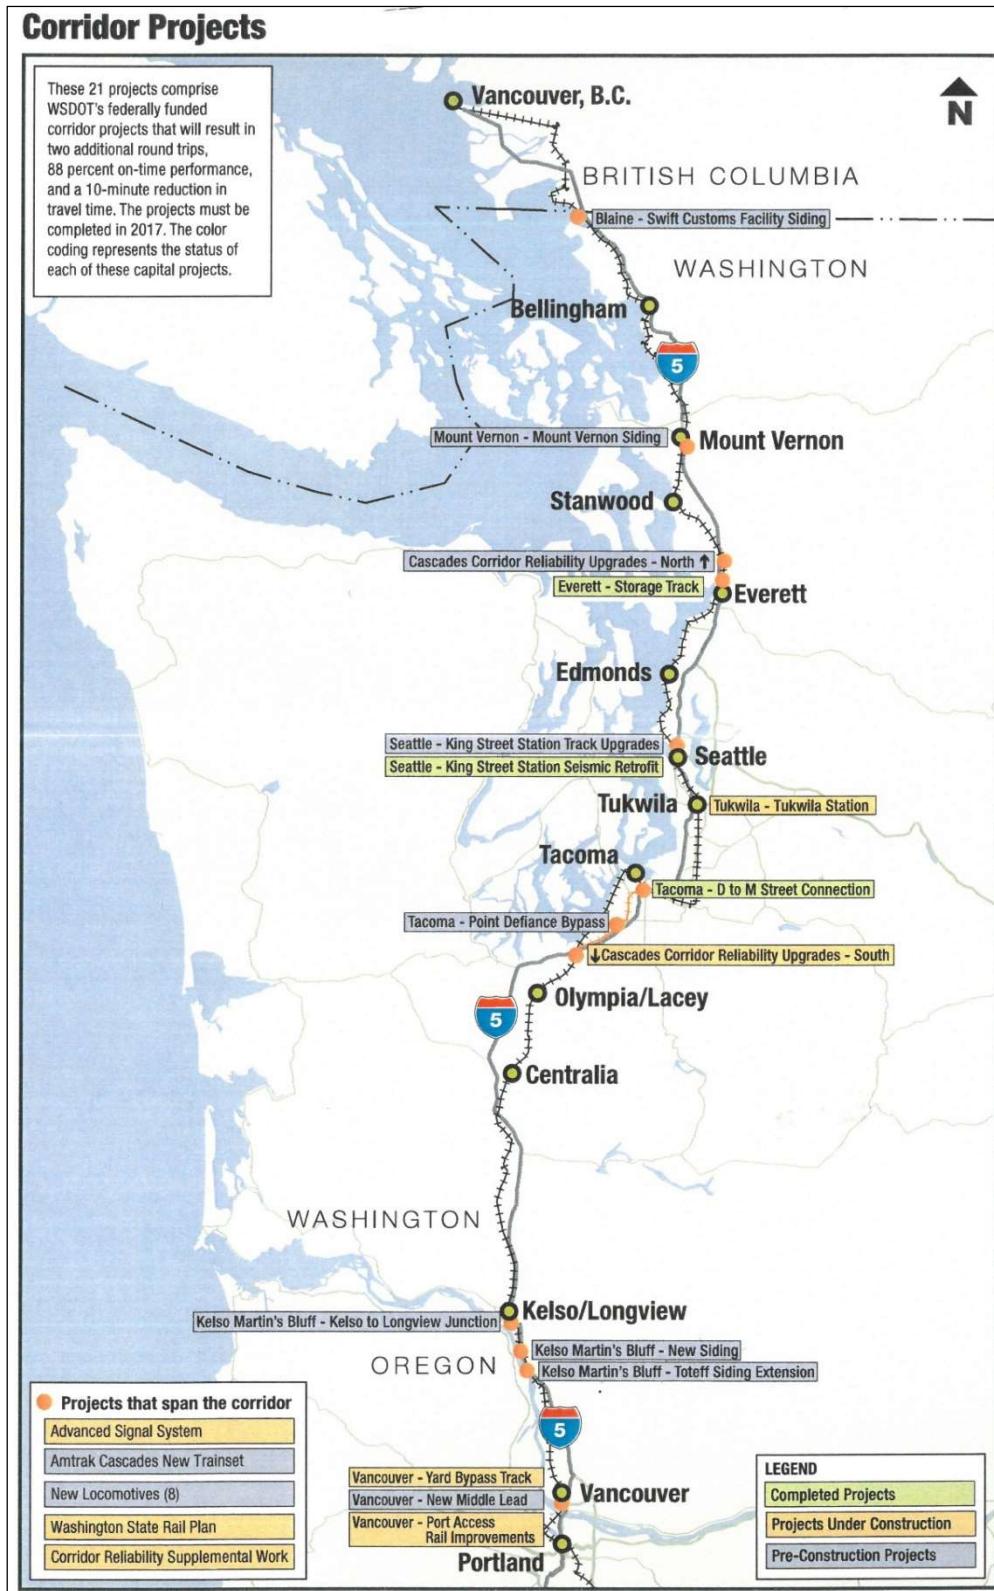 Corridor Projects
These 21 projects comprise
WSDOT's federally funded
corridor projects that will result in
two additional round trips,
88 percent on-time performance,
and a 10-minute reduction in
travel time. The projects must be
completed in 2017. The color
coding represents the status of
each of these capital projects.
N
Vancouver, B.C.
BRITISH COLUMBIA
Blaine - Swift Customs Facility Siding
WASHINGTON
Bellingham
5
Mount Vernon - Mount Vernon Siding
Mount Vernon
Stanwood
Cascades Corridor Reliability Upgrades - North ↑
Everett - Storage Track
Everett
Edmonds
Seattle - King Street Station Track Upgrades
Seattle - King Street Station Seismic Retrofit
Seattle
Tukwila
Tukwila - Tukwila Station
Tacoma
Tacoma - D to M Street Connection
Tacoma - Point Defiance Bypass
↓Cascades Corridor Reliability Upgrades - South
Olympia/Lacey
5
Centralia
WASHINGTON
Kelso/Longview
Kelso Martin's Bluff - Kelso to Longview Junction
Kelso Martin's Bluff - New Siding
OREGON
Kelso Martin's Bluff - Toteff Siding Extension
5
Vancouver - Yard Bypass Track
Vancouver
Vancouver - New Middle Lead
Vancouver - Port Access
Rail Improvements
Portland
Projects that span the corridor
Advanced Signal System
Amtrak Cascades New Trainset
New Locomotives (8)
Washington State Rail Plan
Corridor Reliability Supplemental Work
LEGEND
Completed Projects
Projects Under Construction
Pre-Construction Projects